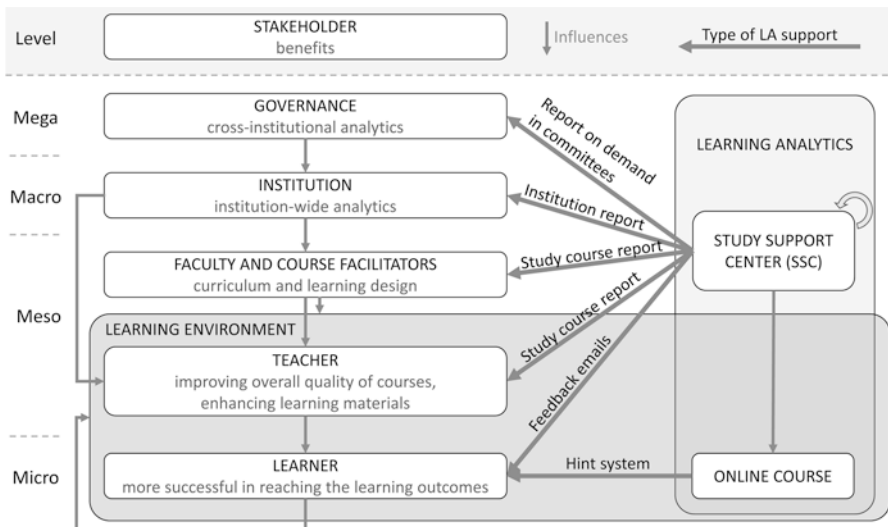 Level
STAKEHOLDER
benefits
Influences
Type of LA support
Mega
GOVERNANCE
cross-institutional analytics
Report on demand
in committees
LEARNING ANALYTICS
Macro
INSTITUTION
institution-wide analytics
Institution report
STUDY SUPPORT
CENTER (SSC)
Meso
FACULTY AND COURSE FACILITATORS
curriculum and learning design
Study course report
LEARNING ENVIRONMENT
TEACHER
improving overall quality of courses,
enhancing learning materials
Study course report
Feedback emails
Micro
LEARNER
more successful in reaching the learning outcomes
Hint system
ONLINE COURSE